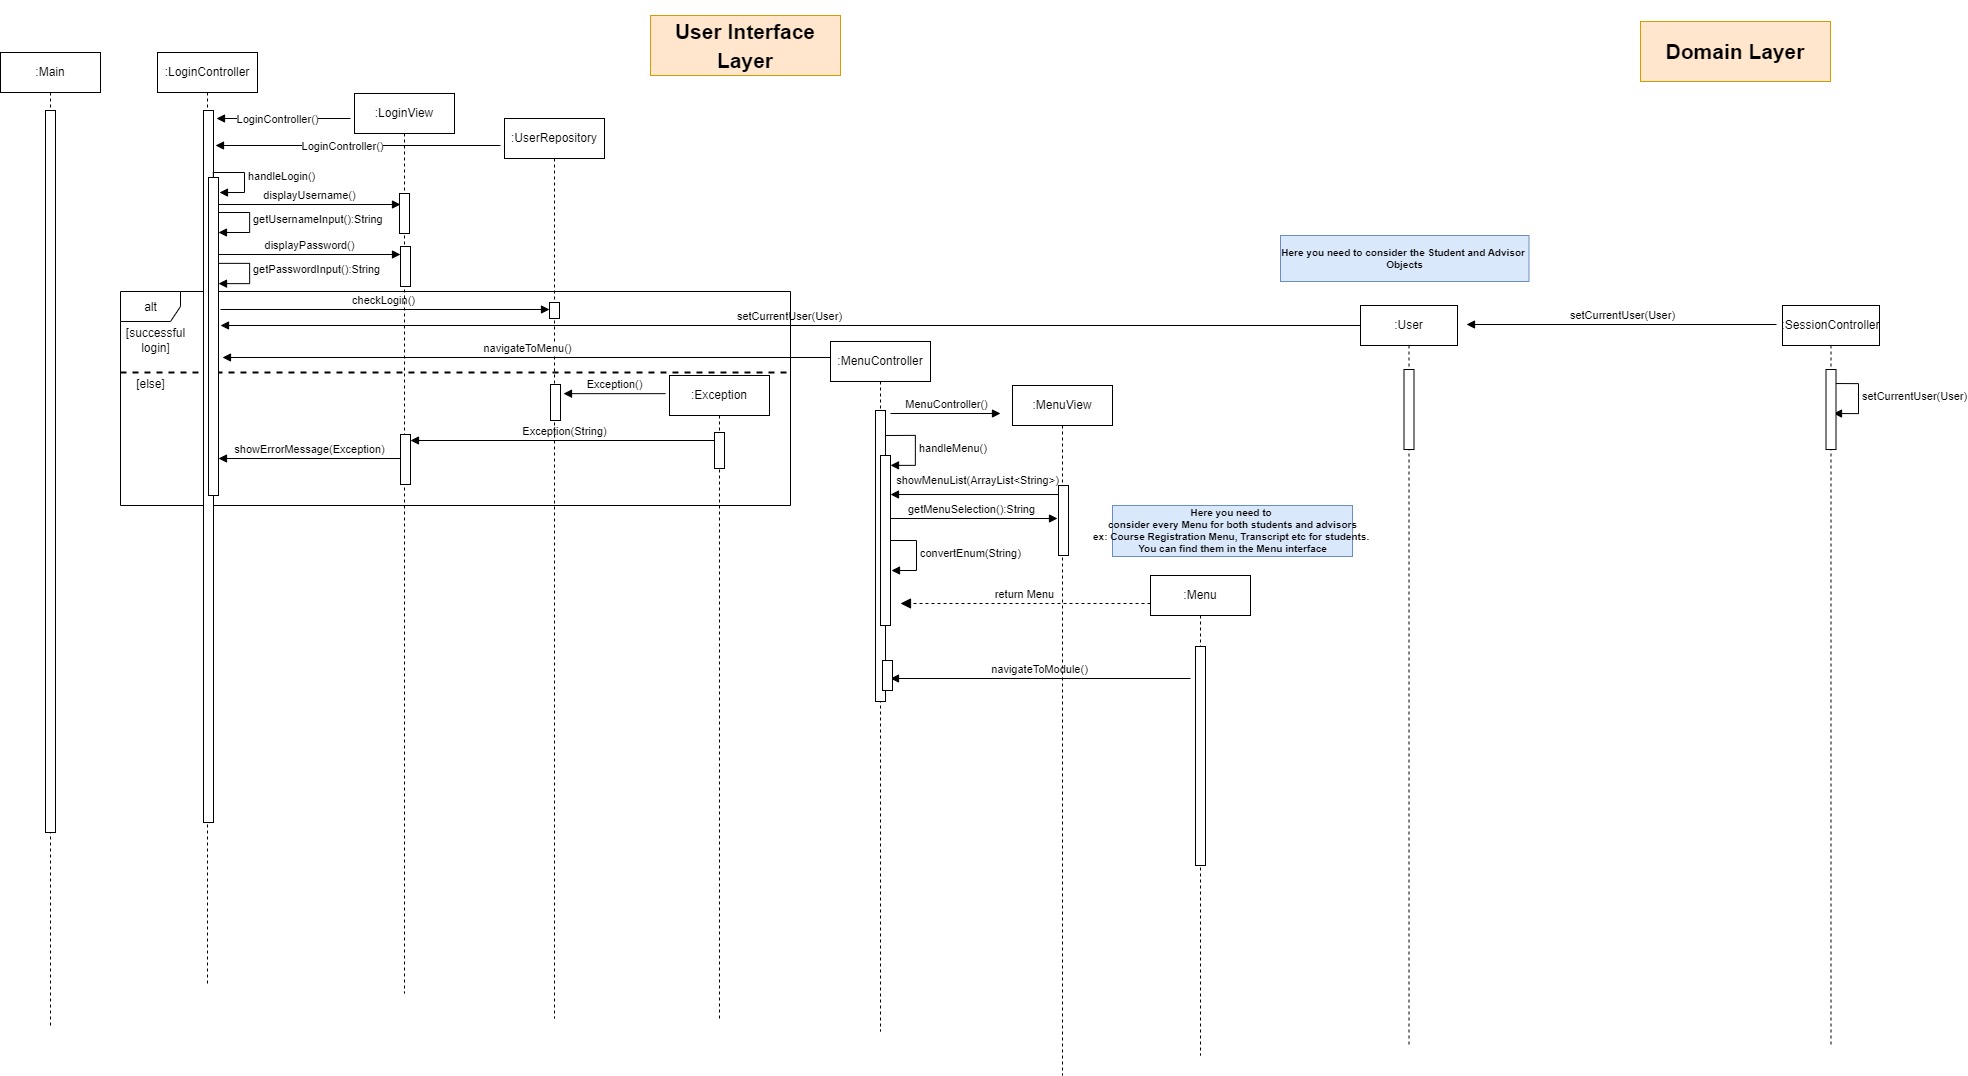 User Interface
Layer
Domain Layer
:Main
:LoginController
:LoginView
LoginController()
:UserRepository
LoginController()
handleLogin()
displayUsername()
getUsernameInput():String
displayPassword()
getPasswordInput():String
Here you need to consider the Student and Advisor
Objects
alt
checkLogin()
[successful
login]
setCurrentUser(User)
:User
setCurrentUser(User)
:SessionController
navigateToMenu()
:MenuController
[else]
Exception()
:Exception
setCurrentUser(User)
MenuController()
:MenuView
Exception(String)
showErrorMessage(Exception)
handleMenu()
showMenuList(ArrayList<String>)
getMenuSelection():String
Here you need to
consider every Menu for both students and advisors
ex: Course Registration Menu, Transcript etc for students.
You can find them in the Menu interface
convertEnum(String)
return Menu
:Menu
navigateToModule()